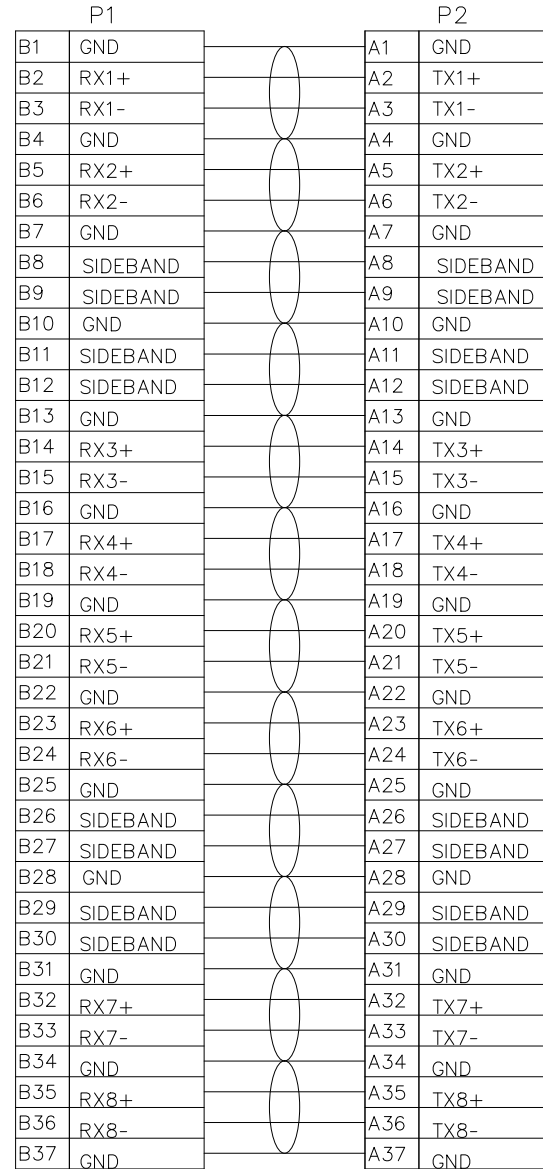 P1 P2
B1 GND A1 GND
B2 RX1+ A2 TX1+
B3 RX1- A3 TX1-
B4 GND A4 GND
B5 RX2+ A5 TX2+
B6 RX2- A6 TX2-
B7 GND A7 GND
B8 SIDEBAND A8 SIDEBAND
B9 SIDEBAND A9 SIDEBAND
B10 GND A10 GND
B11 SIDEBAND A11 SIDEBAND
B12 SIDEBAND A12 SIDEBAND
B13 GND A13 GND
B14 RX3+ A14 TX3+
B15 RX3- A15 TX3-
B16 GND A16 GND
B17 RX4+ A17 TX4+
B18 RX4- A18 TX4-
B19 GND A19 GND
B20 RX5+ A20 TX5+
B21 RX5- A21 TX5-
B22 GND A22 GND
B23 RX6+ A23 TX6+
B24 RX6- A24 TX6-
B25 GND A25 GND
B26 SIDEBAND A26 SIDEBAND
B27 SIDEBAND A27 SIDEBAND
B28 GND A28 GND
B29 SIDEBAND A29 SIDEBAND
B30 SIDEBAND A30 SIDEBAND
B31 GND A31 GND
B32 RX7+ A32 TX7+
B33 RX7- A33 TX7-
B34 GND A34 GND
B35 RX8+ A35 TX8+
B36 RX8- A36 TX8-
B37 GND A37 GND